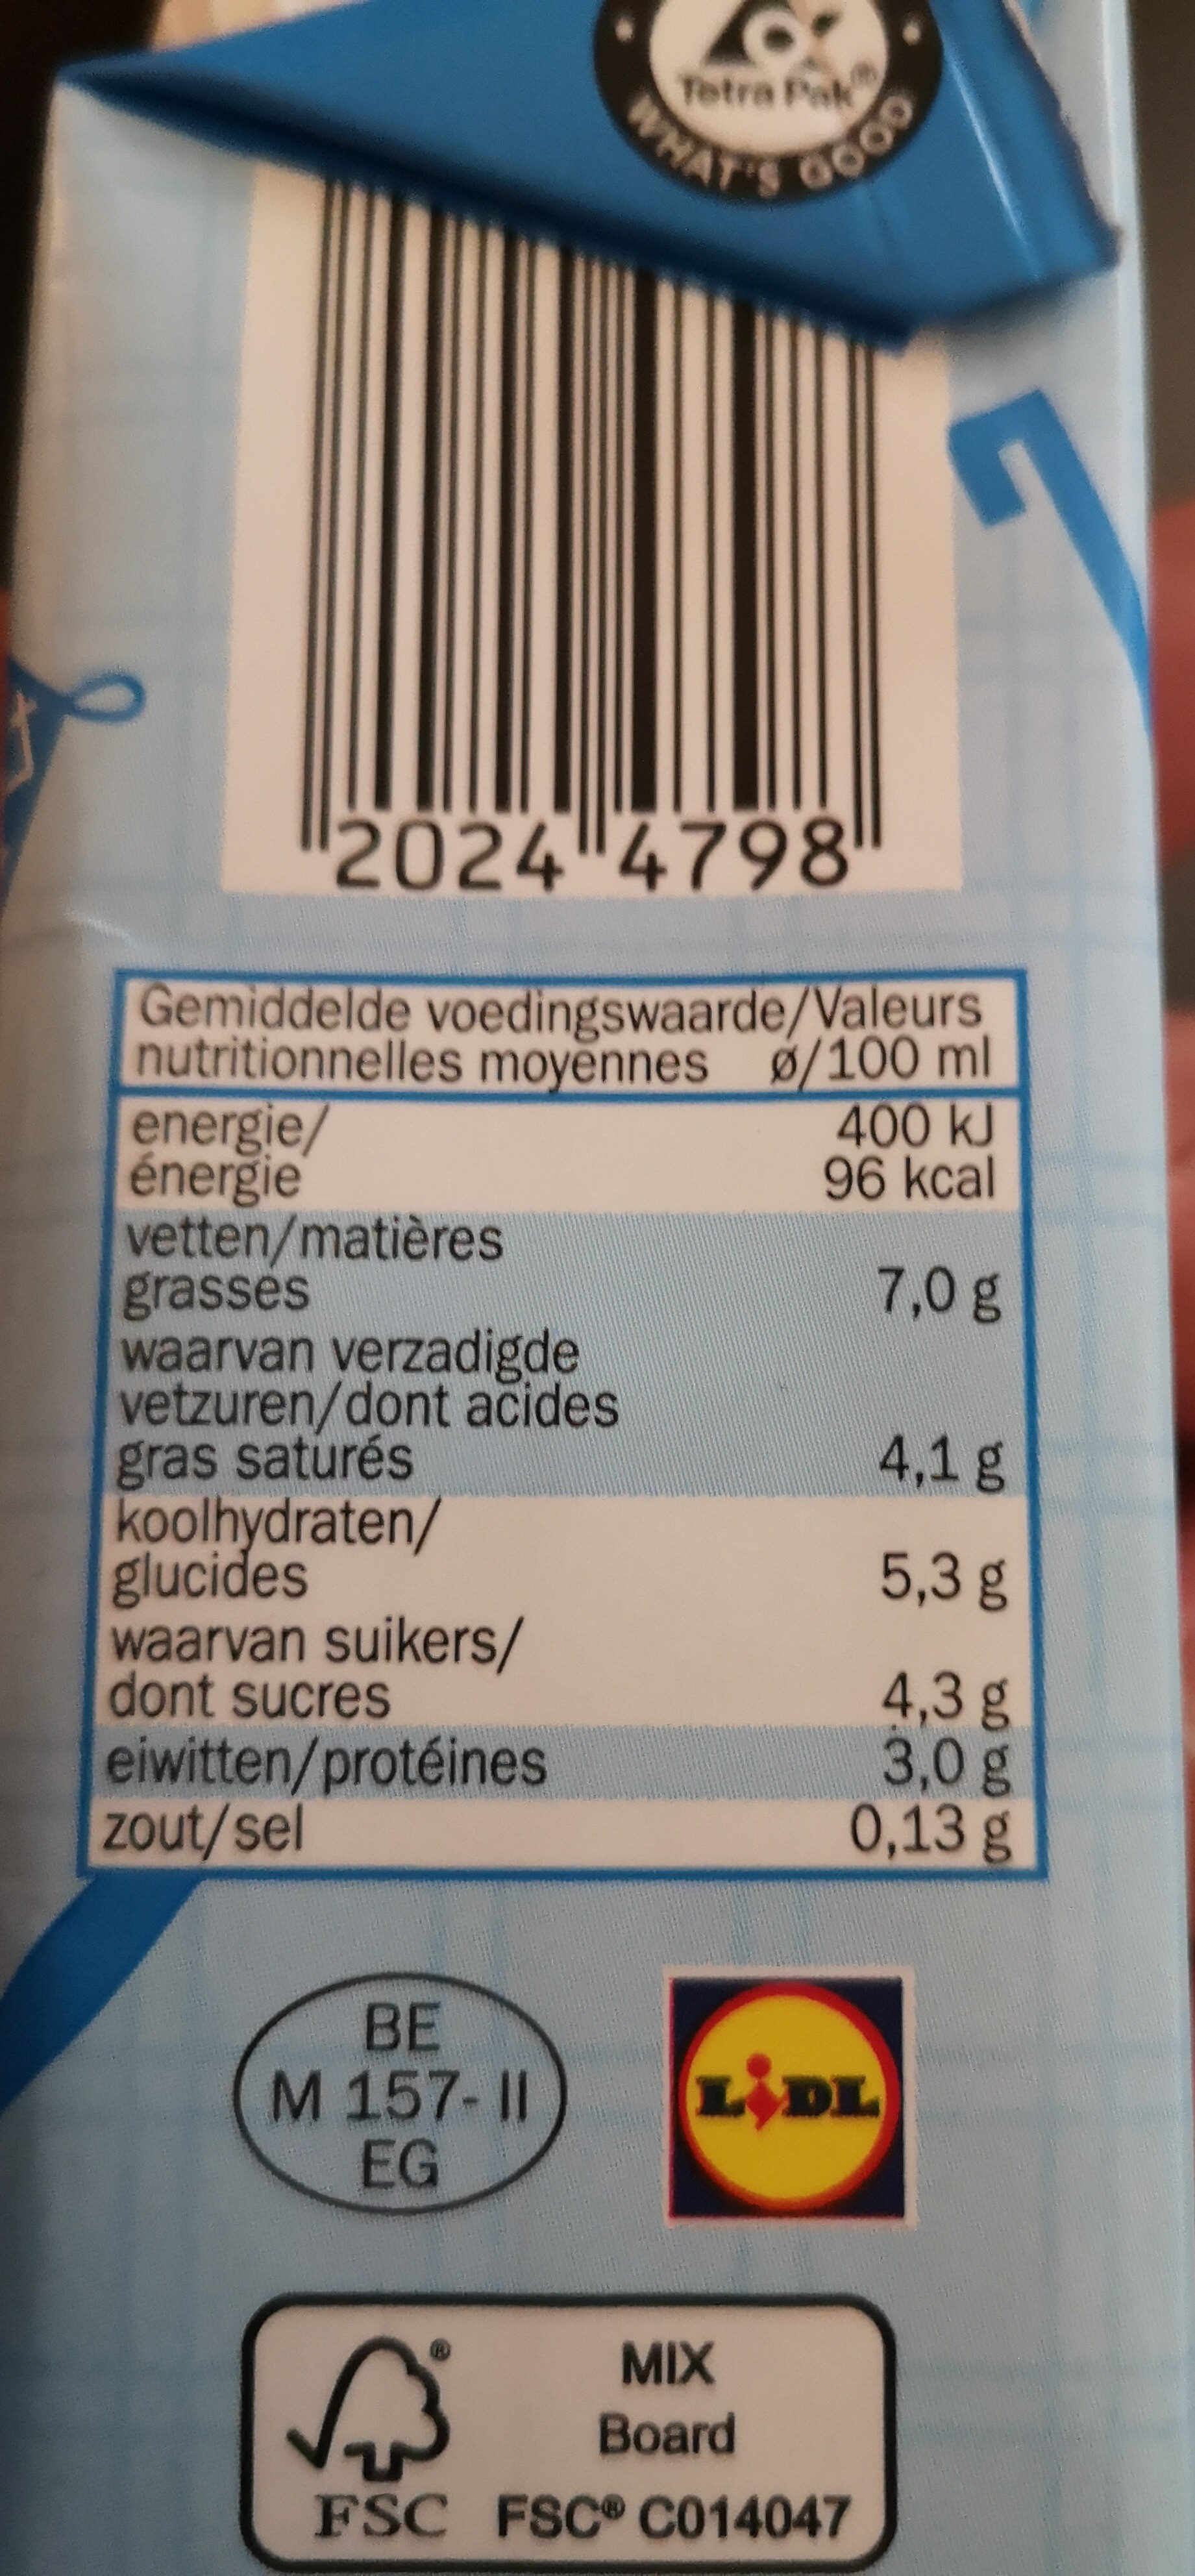 Tetra Pak®
WHAT'S GOOD
2024 4798
Gemiddelde voedingswaarde/Valeurs
nutritionnelles moyennes ø/100 ml
energie/ 400 kJ
énergie 96 kcal
vetten/matières
grasses 7,0 g
waarvan verzadigde
vetzuren/dont acides
gras saturés 4,1 g
koolhydraten/
glucides 5,3 g
waarvan suikers/
dont sucres 4,3 g
eiwitten/protéines 3,0 g
zout/sel 0,13 g
BE
M 157- II
EG
LiDL
MIX
Board
FSC® C014047
®
FSC